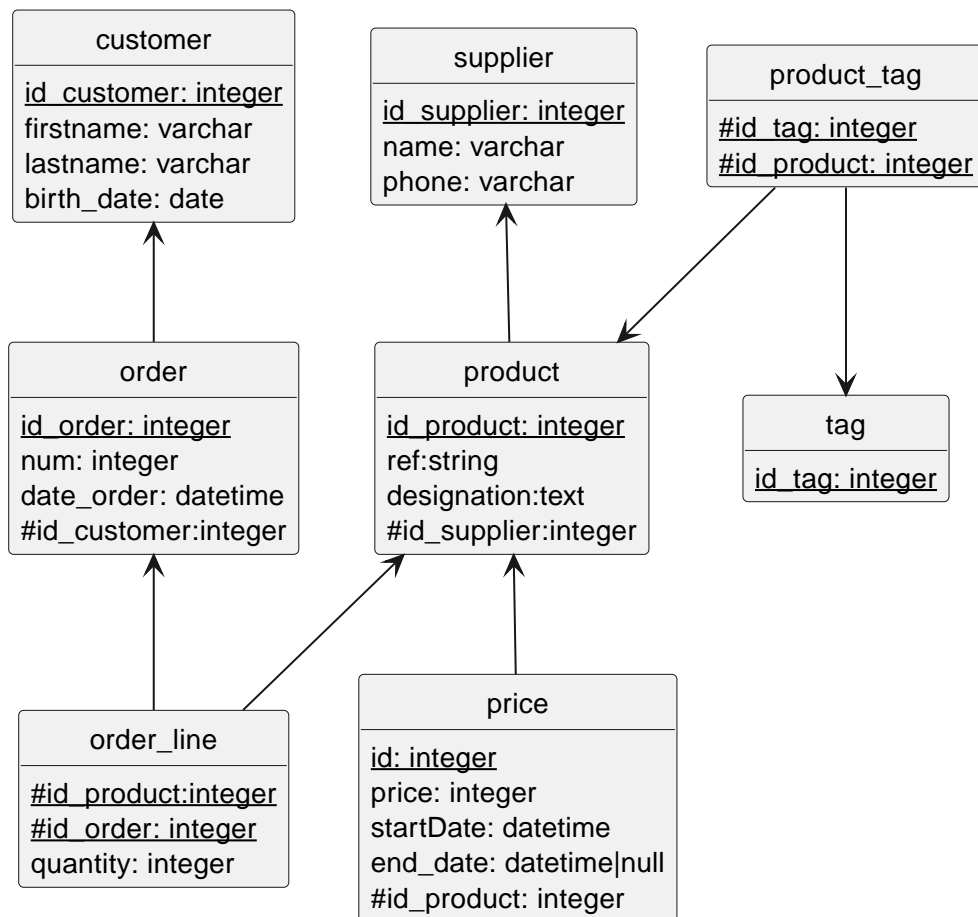 customer
id_customer: integer
firstname: varchar
lastname: varchar
birth_date: date
supplier
id_supplier: integer
name: varchar
phone: varchar
product_tag
#id_tag: integer
#id_product: integer
order
id_order: integer
num: integer
date_order: datetime
#id_customer:integer
product
id_product: integer
ref:string
designation:text
#id_supplier:integer
tag
id_tag: integer
order_line
#id_product:integer
#id_order: integer
quantity: integer
price
id: integer
price: integer
startDate: datetime
end_date: datetime|null
#id_product: integer